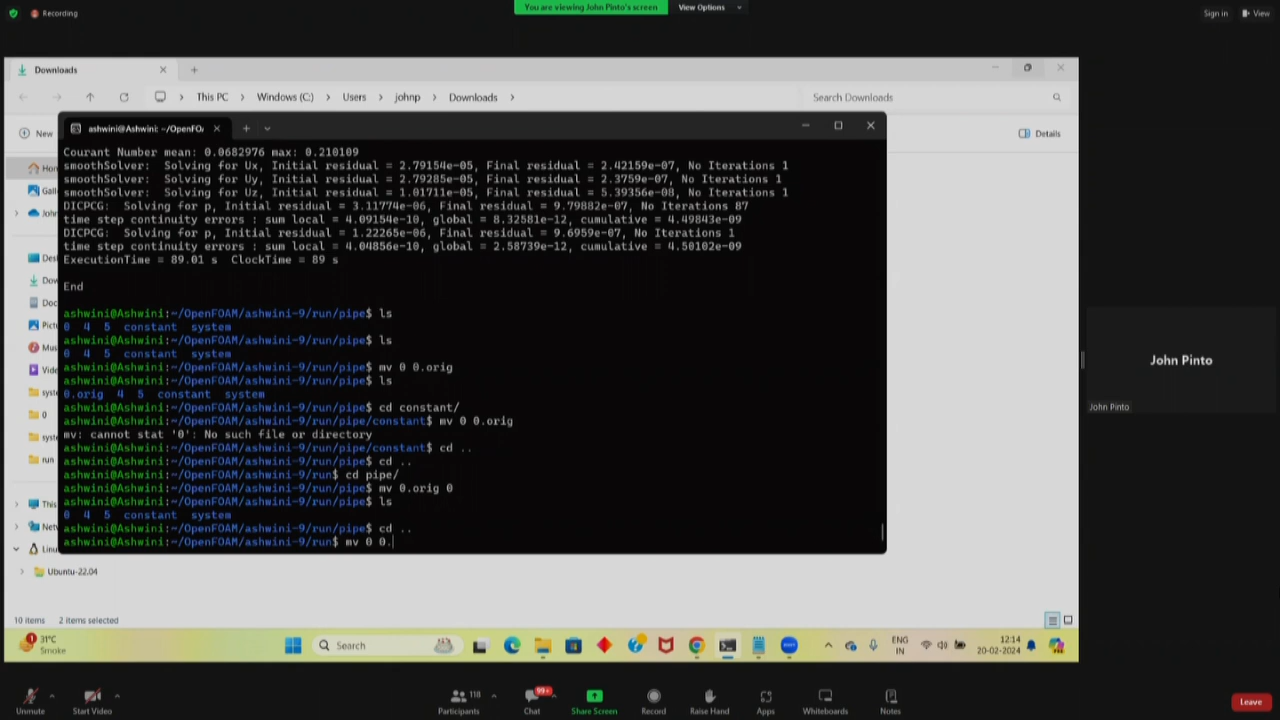 Recording
You are viewing John Pinto's screen
View Options
Sign in
View
Downloads
This PC > Windows (C:) > Users > johnp > Downloads >
Search Downloads
New
Details
ashwini@Ashwini: ~/OpenFOA
Courant Number mean: 0.0682976 max: 0.210109
smoothSolver:  Solving for Ux, Initial residual = 2.79154e-05, Final residual = 2.42159e-07, No Iterations 1
smoothSolver:  Solving for Uy, Initial residual = 2.79285e-05, Final residual = 2.3759e-07, No Iterations 1
smoothSolver:  Solving for Uz, Initial residual = 1.01711e-05, Final residual = 5.39356e-08, No Iterations 1
DICPCG:  Solving for p, Initial residual = 3.11774e-06, Final residual = 9.79882e-07, No Iterations 87
time step continuity errors : sum local = 4.09154e-10, global = 8.32581e-12, cumulative = 4.49843e-09
DICPCG:  Solving for p, Initial residual = 1.22265e-06, Final residual = 9.6959e-07, No Iterations 1
time step continuity errors : sum local = 4.04856e-10, global = 2.58739e-12, cumulative = 4.50102e-09
ExecutionTime = 89.01 s  ClockTime = 89 s
End
ashwini@Ashwini:~/OpenFOAM/ashwini-9/run/pipe$ ls
0  4  5  constant  system
ashwini@Ashwini:~/OpenFOAM/ashwini-9/run/pipe$ ls
0  4  5  constant  system
ashwini@Ashwini:~/OpenFOAM/ashwini-9/run/pipe$ mv 0 0.orig
ashwini@Ashwini:~/OpenFOAM/ashwini-9/run/pipe$ ls
0.orig  4  5  constant  system
ashwini@Ashwini:~/OpenFOAM/ashwini-9/run/pipe$ cd constant/
ashwini@Ashwini:~/OpenFOAM/ashwini-9/run/pipe/constant$ mv 0 0.orig
mv: cannot stat '0': No such file or directory
ashwini@Ashwini:~/OpenFOAM/ashwini-9/run/pipe/constant$ cd ..
ashwini@Ashwini:~/OpenFOAM/ashwini-9/run/pipe$ cd ..
ashwini@Ashwini:~/OpenFOAM/ashwini-9/run$ cd pipe/
ashwini@Ashwini:~/OpenFOAM/ashwini-9/run/pipe$ mv 0.orig 0
ashwini@Ashwini:~/OpenFOAM/ashwini-9/run/pipe$ ls
0  4  5  constant  system
ashwini@Ashwini:~/OpenFOAM/ashwini-9/run/pipe$ cd ..
ashwini@Ashwini:~/OpenFOAM/ashwini-9/run$ mv 0 0.
Hon
Gall
John
Desk
Dow
Doc
Pictu
Mus
Vide
syste
0
syste
run
This
Netw
Linu
Ubuntu-22.04
10 items
2 items selected
31°C
Smoke
Search
ENG
IN
12:14
20-02-2024
John Pinto
John Pinto
Unmute
Start Video
118
Participants
99+
Chat
Share Screen
Record
Raise Hand
Apps
Whiteboards
Notes
Leave